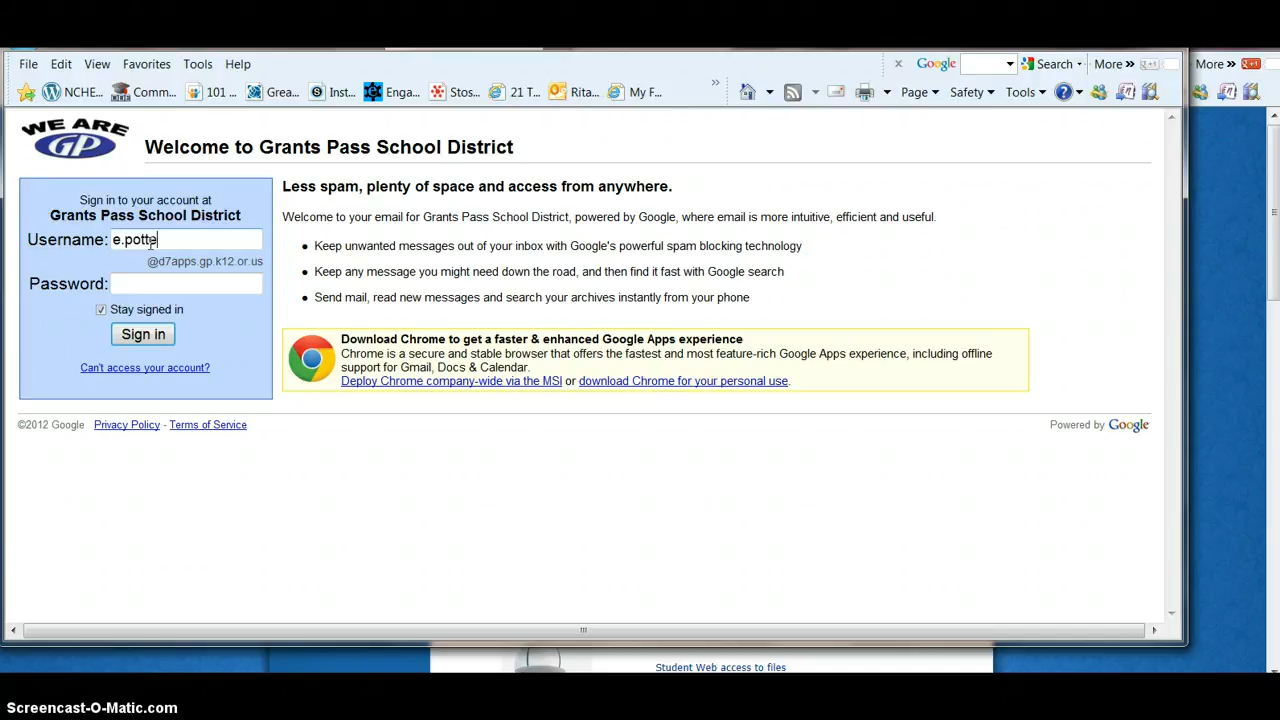 File Edit View Favorites Tools Help
Google Search More »
More »
NCHE... Comm... 101 ... Grea... Inst... Enga... Stos... 21 T... Rita... My F... » Page Safety Tools
WE ARE
GP
Welcome to Grants Pass School District
Sign in to your account at
Grants Pass School District
Username: e.potte
@d7apps.gp.k12.or.us
Password:
Stay signed in
Sign in
Can't access your account?
Less spam, plenty of space and access from anywhere.
Welcome to your email for Grants Pass School District, powered by Google, where email is more intuitive, efficient and useful.
Keep unwanted messages out of your inbox with Google's powerful spam blocking technology
Keep any message you might need down the road, and then find it fast with Google search
Send mail, read new messages and search your archives instantly from your phone
Download Chrome to get a faster & enhanced Google Apps experience
Chrome is a secure and stable browser that offers the fastest and most feature-rich Google Apps experience, including offline
support for Gmail, Docs & Calendar.
Deploy Chrome company-wide via the MSI or download Chrome for your personal use.
©2012 Google Privacy Policy - Terms of Service
Powered by Google
Student Web access to files
Screencast-O-Matic.com